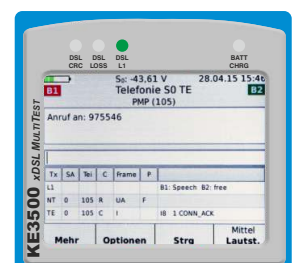 DSL CRC
DSL LOSS
DSL L1
BATT CHRG
S₀: -43,61 V 28.04.15 15:46
B1 Telefonie S0 TE B2
PMP (105)
Anruf an: 975546
Tx SA Tei C Frame P
L1 B1: Speech B2: free
NT 0 105 R UA F
TE 0 105 C I I8 1 CONN_ACK
Mehr Optionen Strg Mittel Lautst.
KE3500 xDSL MULTITEST